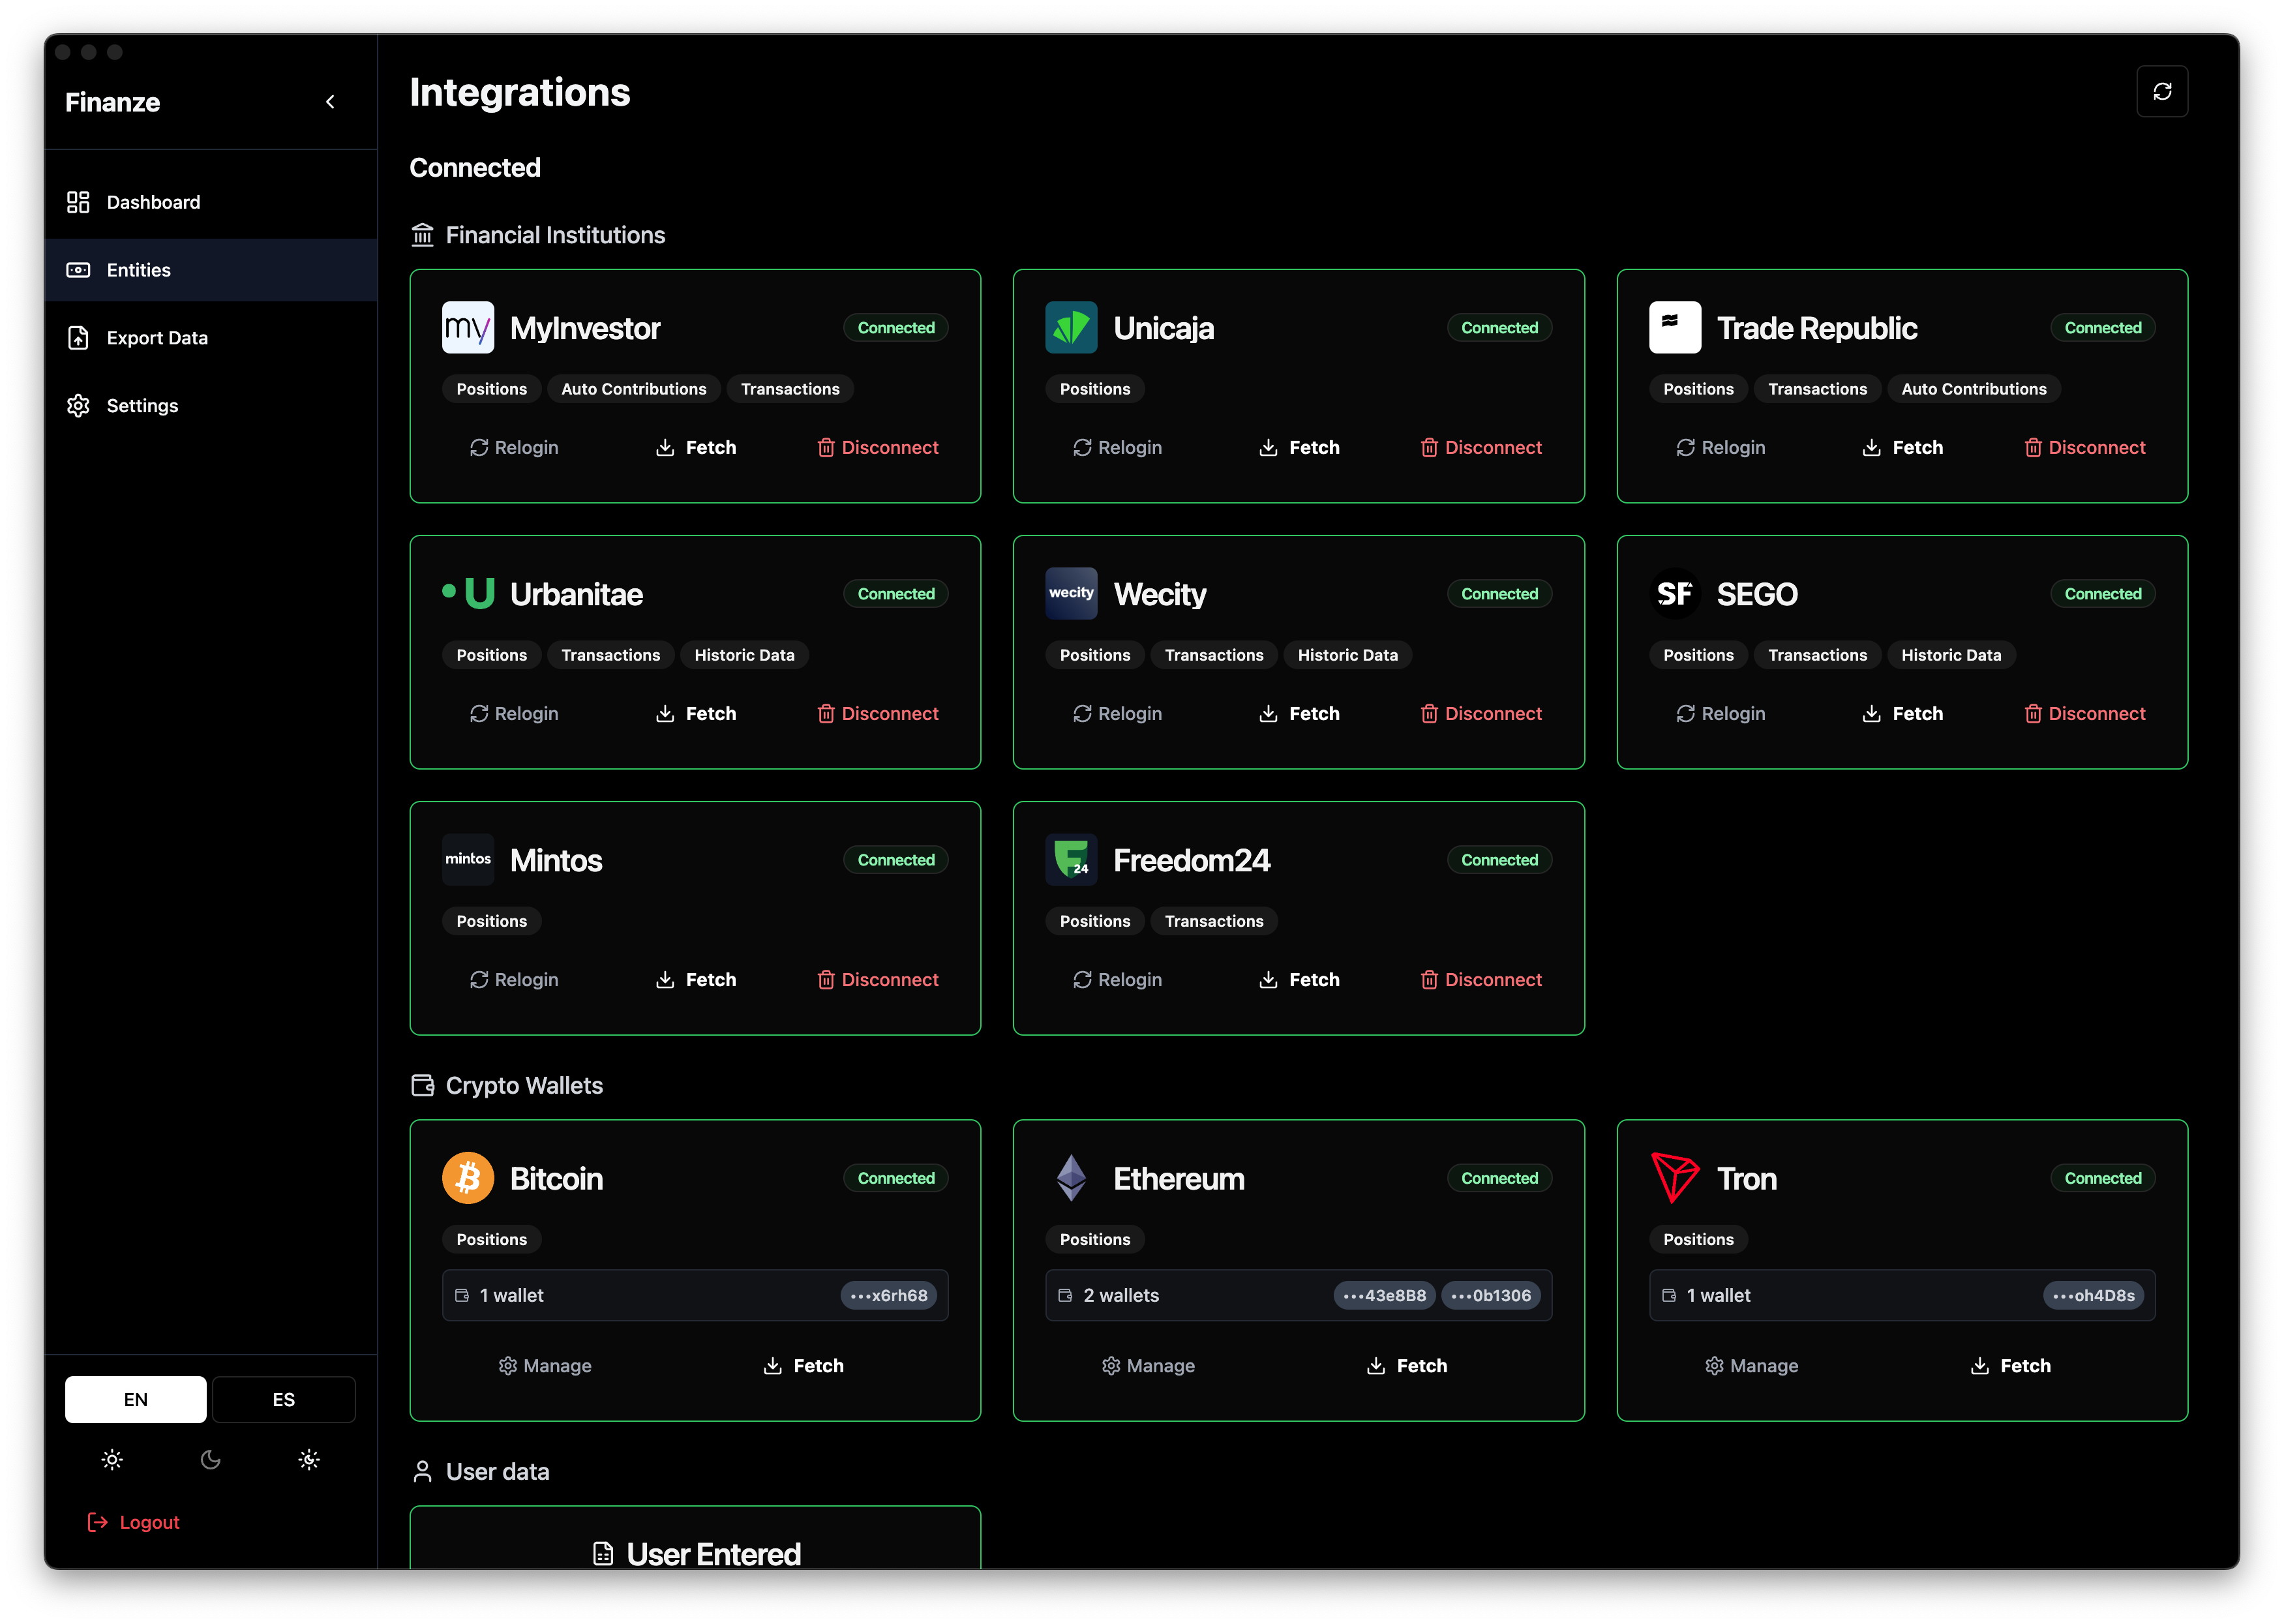 Finanze
Dashboard
Entities
Export Data
Settings
EN ES
Logout
Integrations
Connected
Financial Institutions
my MyInvestor Connected
Positions Auto Contributions Transactions
Relogin Fetch Disconnect
Unicaja Connected
Positions
Relogin Fetch Disconnect
Trade Republic Connected
Positions Transactions Auto Contributions
Relogin Fetch Disconnect
U Urbanitae Connected
Positions Transactions Historic Data
Relogin Fetch Disconnect
wecity Wecity Connected
Positions Transactions Historic Data
Relogin Fetch Disconnect
SF SEGO Connected
Positions Transactions Historic Data
Relogin Fetch Disconnect
mintos Mintos Connected
Positions
Relogin Fetch Disconnect
F24 Freedom24 Connected
Positions Transactions
Relogin Fetch Disconnect
Crypto Wallets
Bitcoin Connected
Positions
1 wallet •••x6rh68
Manage Fetch
Ethereum Connected
Positions
2 wallets •••43e8B8 •••0b1306
Manage Fetch
Tron Connected
Positions
1 wallet •••oh4D8s
Manage Fetch
User data
User Entered